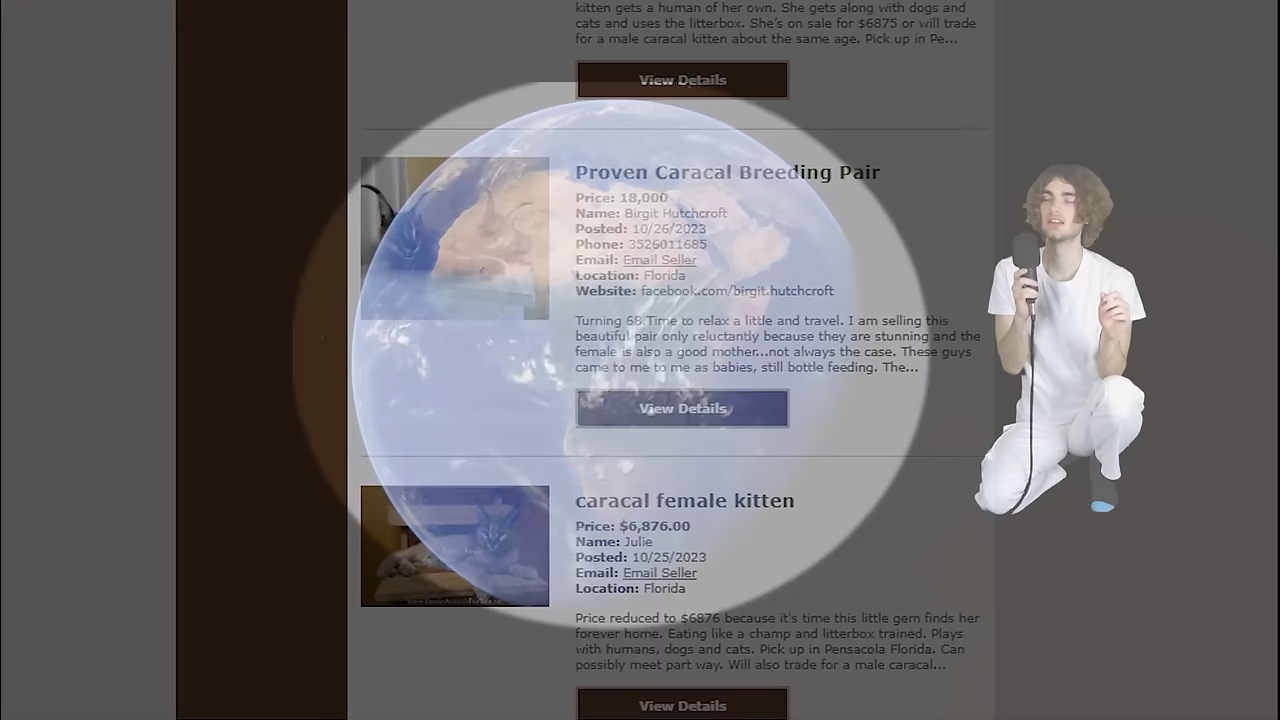 kitten gets a human of her own. She gets along with dogs and
cats and uses the litterbox. She's on sale for $6875 or will trade
for a male caracal kitten about the same age. Pick up in Pe...
View Details
Proven Caracal Breeding Pair
Price: 18,000
Name: Birgit Hutchcroft
Posted: 10/26/2023
Phone: 3526011685
Email: Email Seller
Location: Florida
Website: facebook.com/birgit.hutchcroft
Turning 68.Time to relax a little and travel. I am selling this
beautiful pair only reluctantly because they are stunning and the
female is also a good mother...not always the case. These guys
came to me to me as babies, still bottle feeding. The...
View Details
caracal female kitten
Price: $6,876.00
Name: Julie
Posted: 10/25/2023
Email: Email Seller
Location: Florida
Price reduced to $6876 because it's time this little gem finds her
forever home. Eating like a champ and litterbox trained. Plays
with humans, dogs and cats. Pick up in Pensacola Florida. Can
possibly meet part way. Will also trade for a male caracal...
View Details